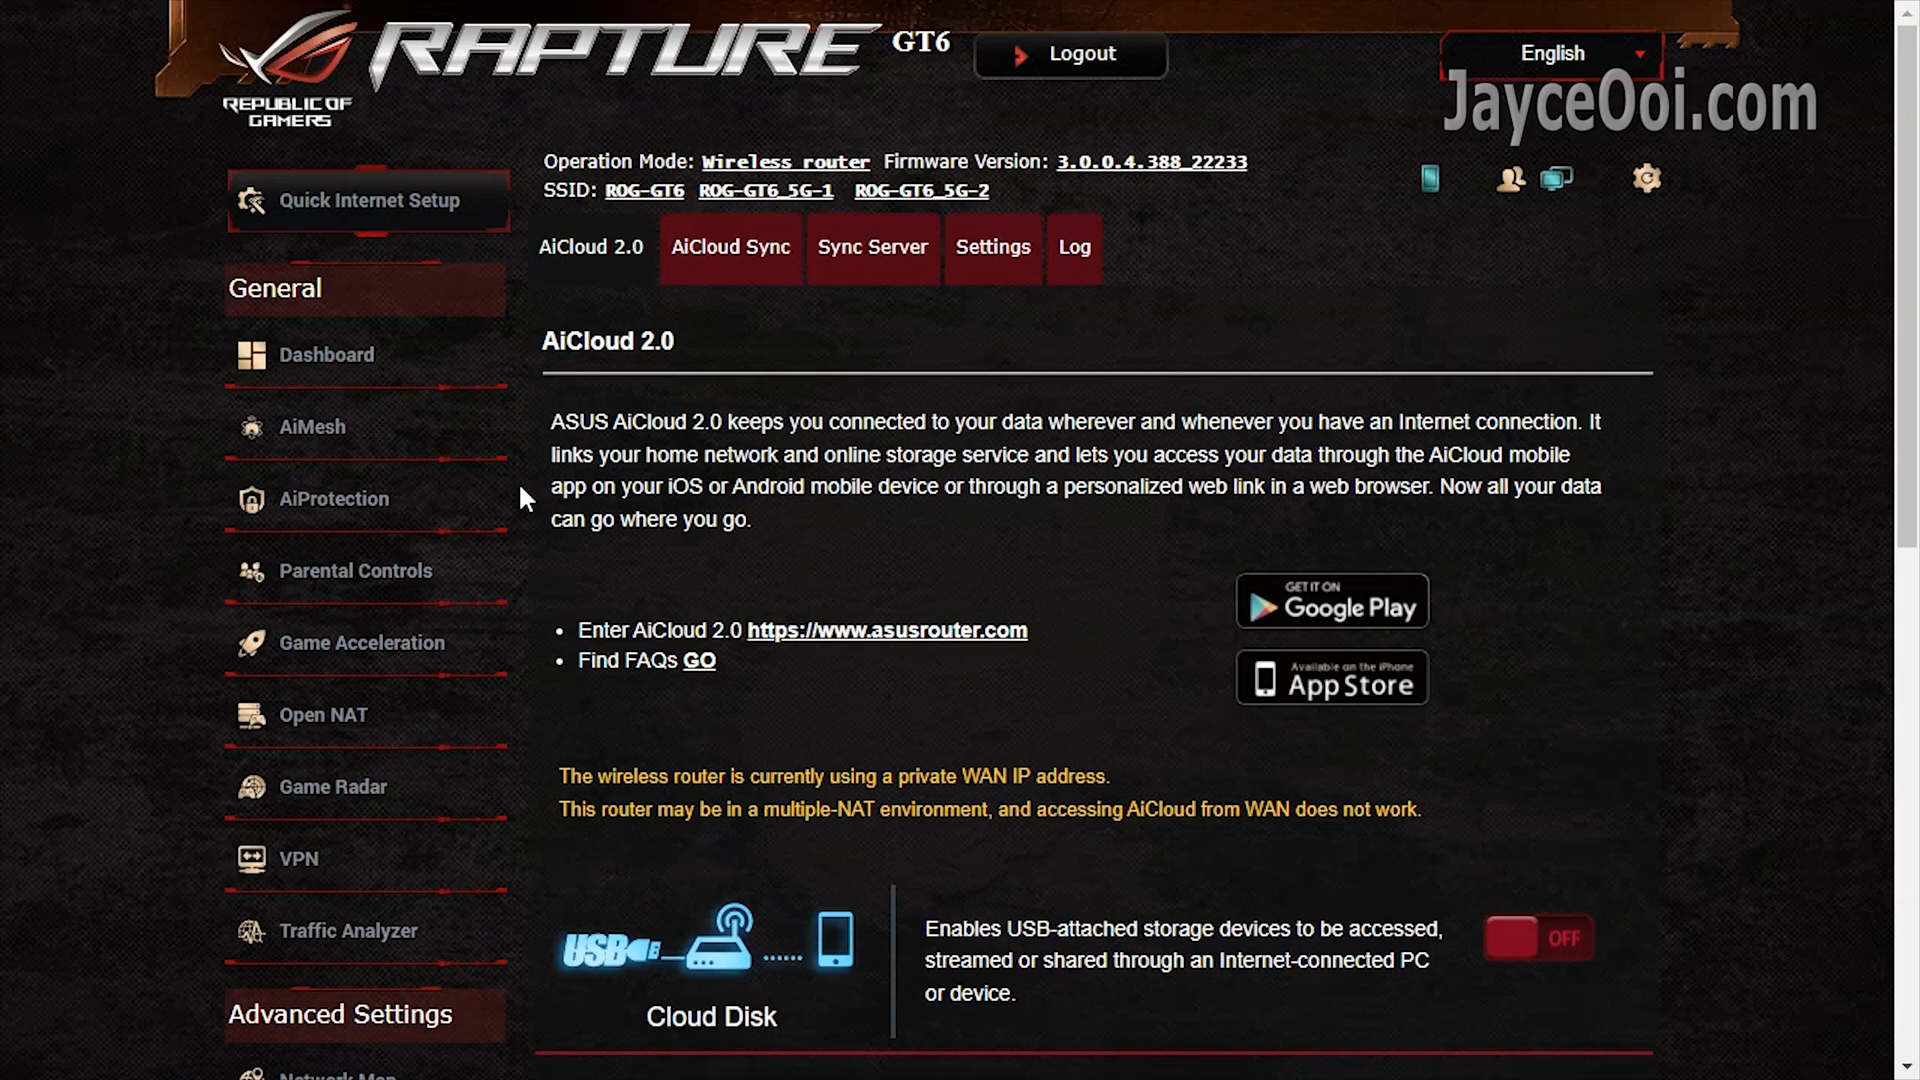 RAPTURE GT6
Logout
English
REPUBLIC OF
GAMERS
JayceOoi.com
Operation Mode: Wireless router Firmware Version: 3.0.0.4.388_22233
SSID: ROG-GT6 ROG-GT6_5G-1 ROG-GT6_5G-2
Quick Internet Setup
AiCloud 2.0 AiCloud Sync Sync Server Settings Log
General
Dashboard
AiMesh
AiProtection
Parental Controls
Game Acceleration
Open NAT
Game Radar
VPN
Traffic Analyzer
Advanced Settings
Network Map
AiCloud 2.0
ASUS AiCloud 2.0 keeps you connected to your data wherever and whenever you have an Internet connection. It
links your home network and online storage service and lets you access your data through the AiCloud mobile
app on your iOS or Android mobile device or through a personalized web link in a web browser. Now all your data
can go where you go.
• Enter AiCloud 2.0 https://www.asusrouter.com
• Find FAQs GO
GET IT ON
Google Play
Available on the iPhone
App Store
The wireless router is currently using a private WAN IP address.
This router may be in a multiple-NAT environment, and accessing AiCloud from WAN does not work.
USB
Cloud Disk
Enables USB-attached storage devices to be accessed,
streamed or shared through an Internet-connected PC
or device.
OFF